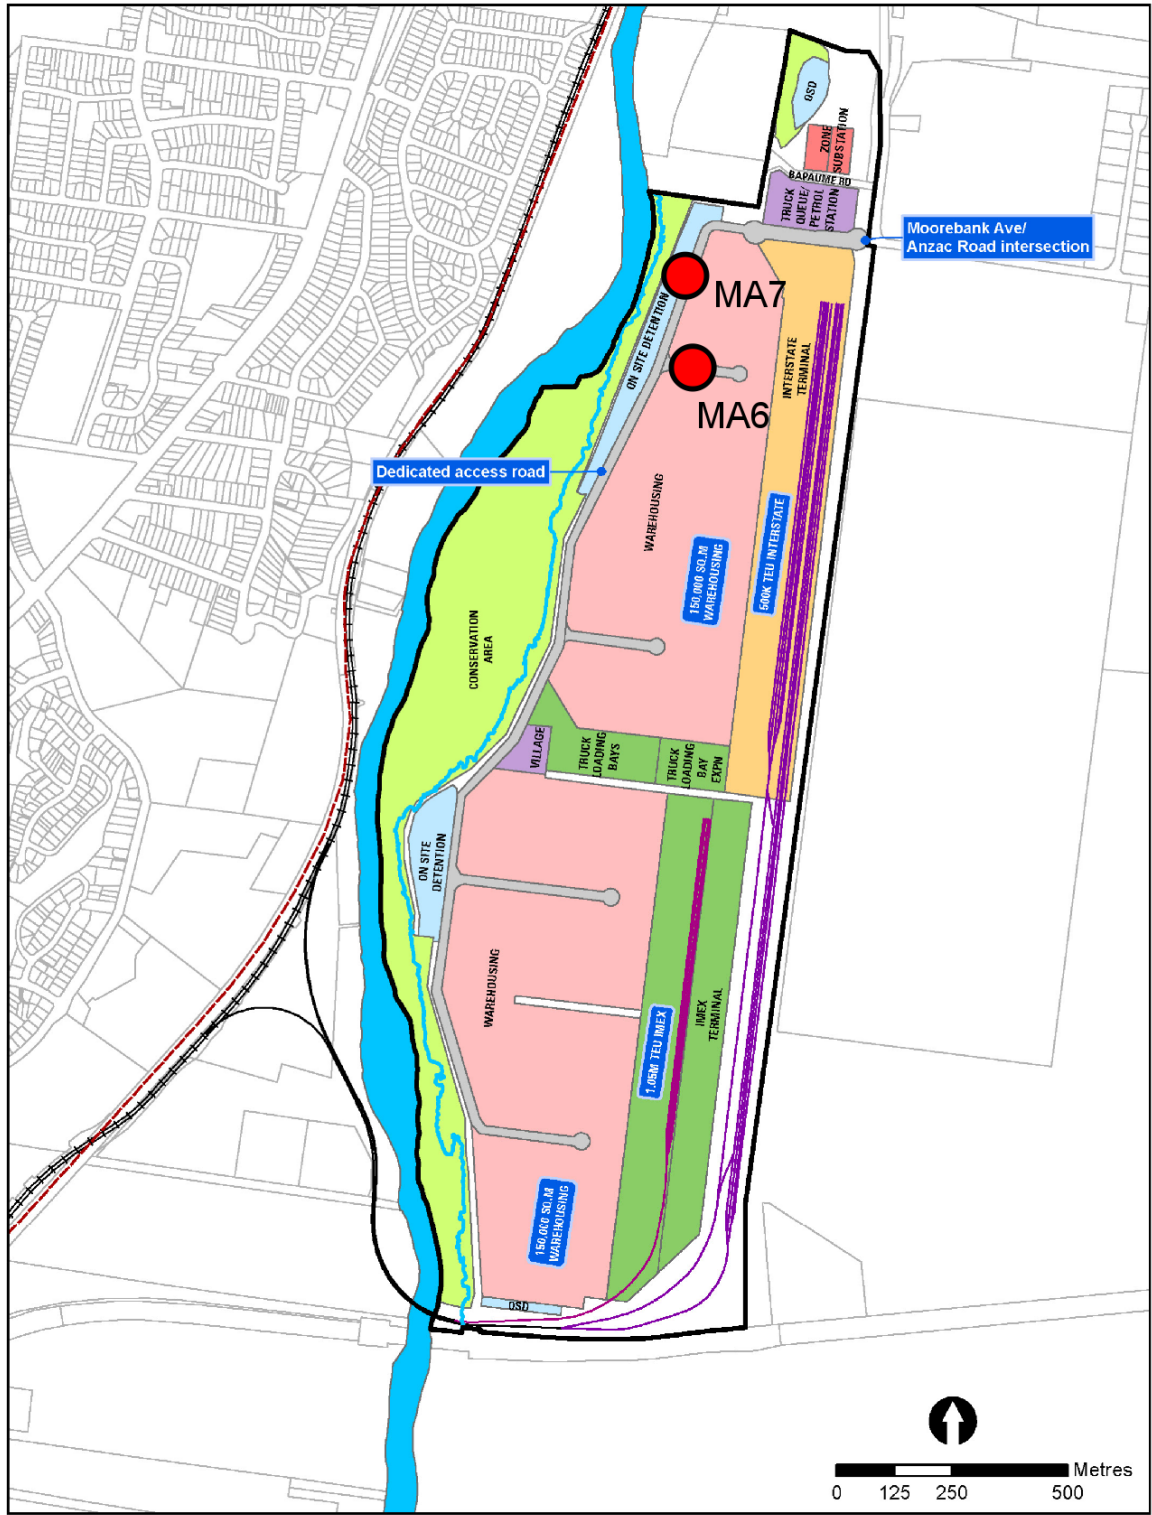 OSD
ZONE
SUBSTATION
BAPAUME RD
TRUCK
QUEUE/
PETROL
STATION
Moorebank Ave/
Anzac Road intersection
MA7
ON SITE DETENTION
INTERSTATE
TERMINAL
MA6
Dedicated access road
WAREHOUSING
150,000 SQ.M
WAREHOUSING
500K TEU INTERSTATE
CONSERVATION
AREA
VILLAGE
TRUCK
LOADING
BAYS
TRUCK
LOADING
BAY
EXPN
ON SITE
DETENTION
WAREHOUSING
1.05M TEU IMEX
IMEX
TERMINAL
150,000 SQ.M
WAREHOUSING
OSD
Metres
0 125 250 500